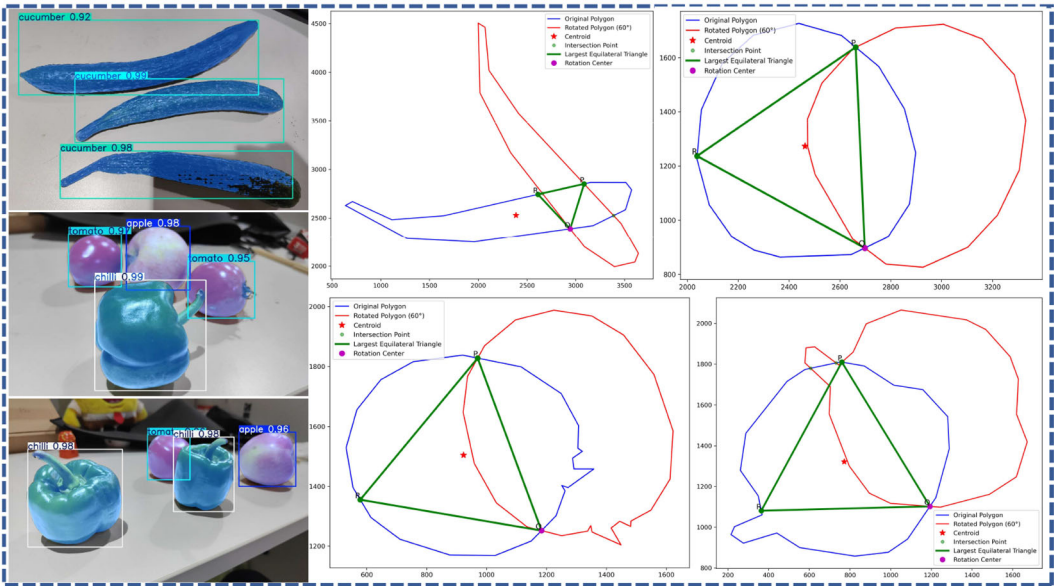 cucumber 0.92
cucumber 0.99
cucumber 0.98
apple 0.98
tomato 0.97
tomato 0.95
chilli 0.99
chilli 0.98
chilli 0.98
apple 0.96
4500
4000
3500
3000
2500
2000
500 1000 1500 2000 2500 3000 3500
Original Polygon
Rotated Polygon (60°)
Centroid
Intersection Point
Largest Equilateral Triangle
Rotation Center
P
R
Q
1600
1400
1200
1000
800
2000 2200 2400 2600 2800 3000 3200
Original Polygon
Rotated Polygon (60°)
Centroid
Intersection Point
Largest Equilateral Triangle
Rotation Center
P
R
Q
2000
1800
1600
1400
1200
600 800 1000 1200 1400 1600
Original Polygon
Rotated Polygon (60°)
Centroid
Intersection Point
Largest Equilateral Triangle
Rotation Center
P
R
Q
2000
1800
1600
1400
1200
1000
800
200 400 600 800 1000 1200 1400 1600
P
R
Q
Original Polygon
Rotated Polygon (60°)
Centroid
Intersection Point
Largest Equilateral Triangle
Rotation Center